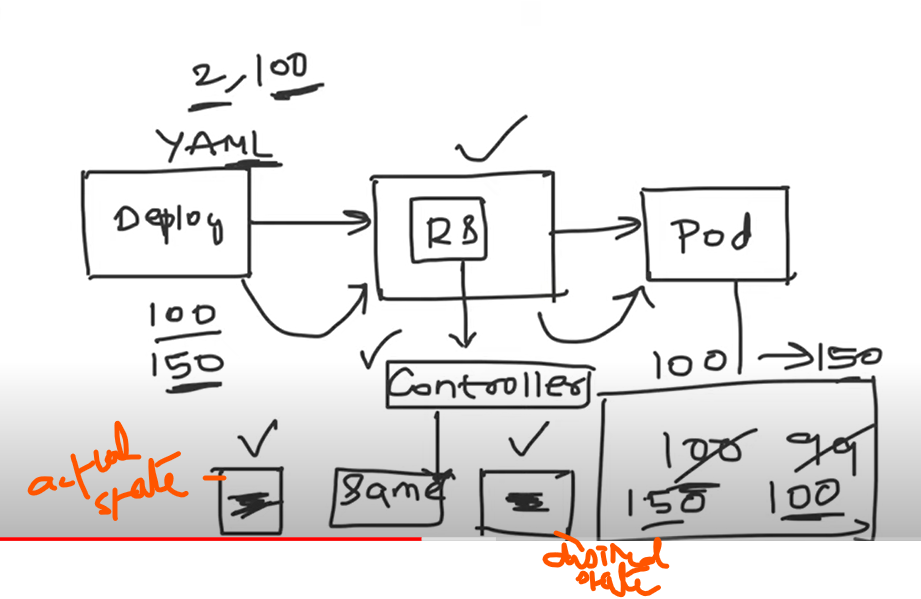 2, 100
YAML
Deploy
RS
Pod
100
150
100 → 150
Controller
100 99
150 100
actual
state
Same
desired
state